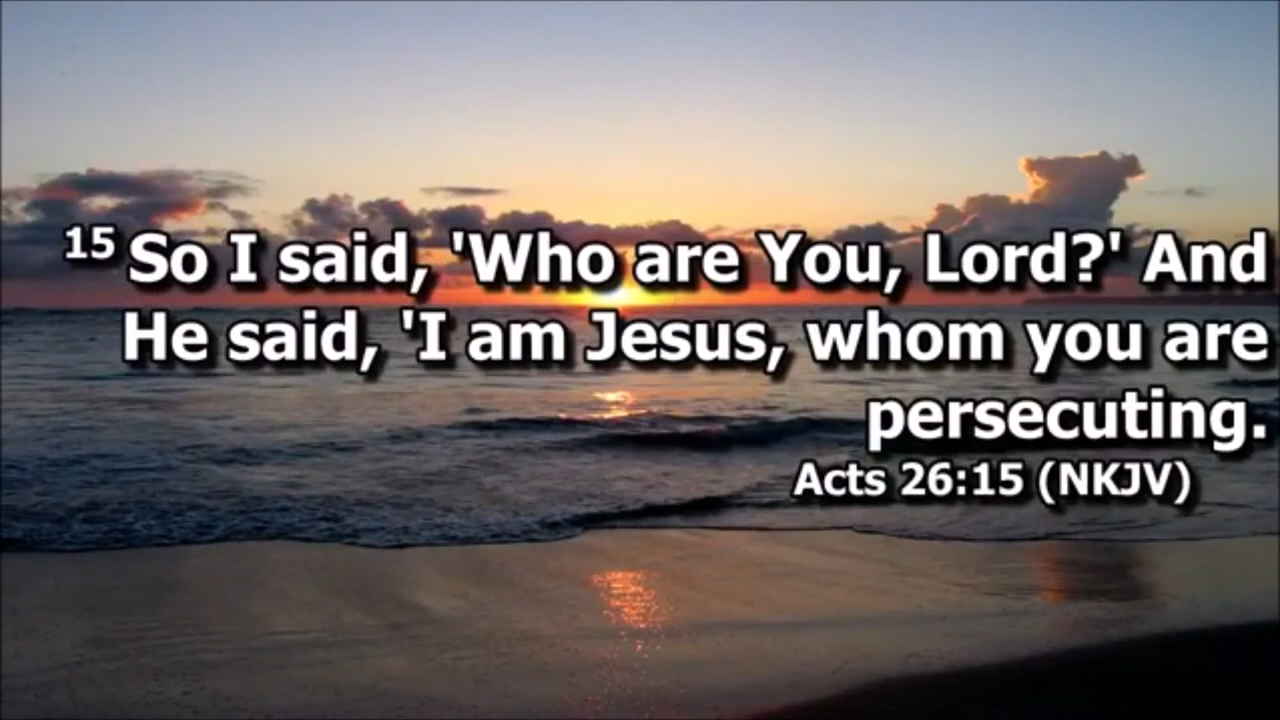 15 So I said, 'Who are You, Lord?' And
He said, 'I am Jesus, whom you are
persecuting.
Acts 26:15 (NKJV)